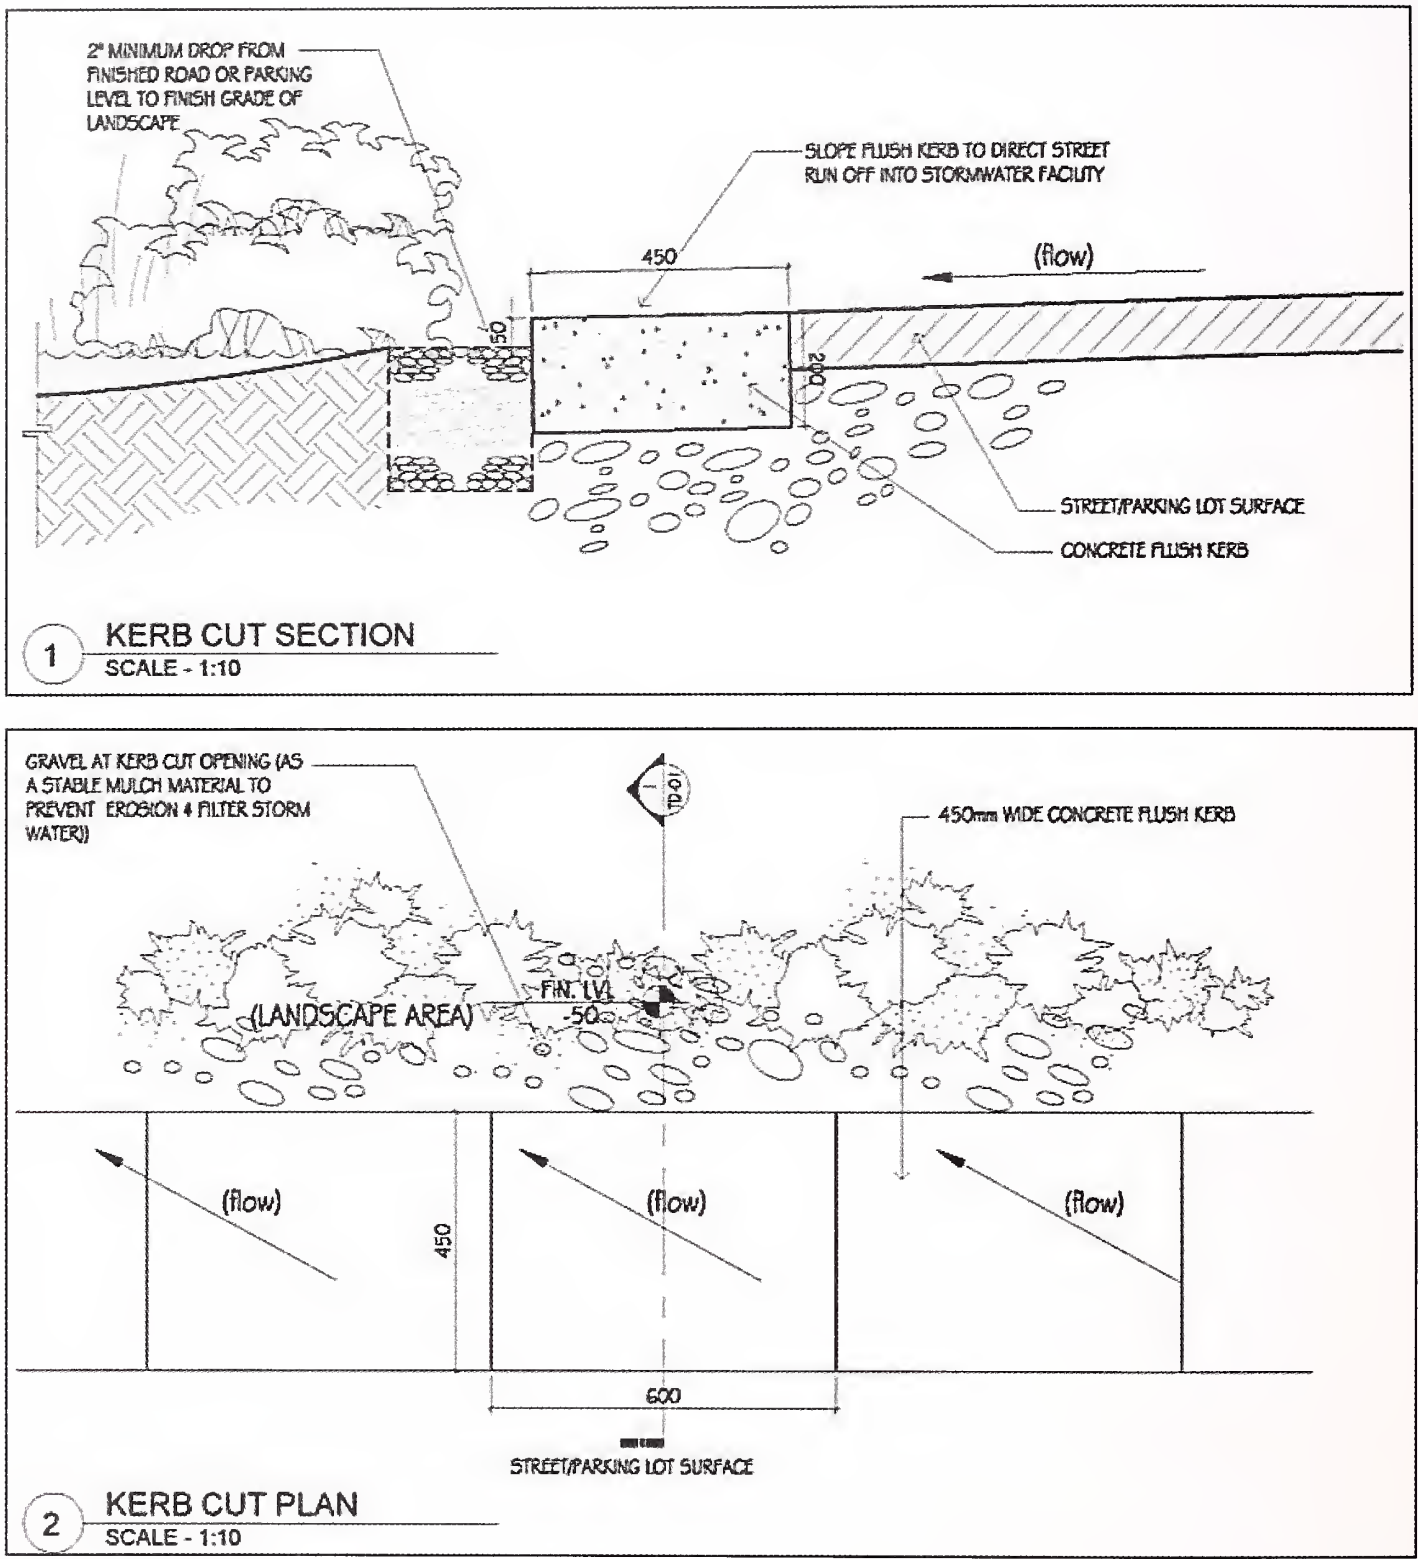 2" MINIMUM DROP FROM
FINISHED ROAD OR PARKING
LEVEL TO FINISH GRADE OF
LANDSCAPE
SLOPE FLUSH KERB TO DIRECT STREET
RUN OFF INTO STORMWATER FACILITY
450
(flow)
50
200
STREET/PARKING LOT SURFACE
CONCRETE FLUSH KERB
1
KERB CUT SECTION
SCALE - 1:10
GRAVEL AT KERB CUT OPENING (AS
A STABLE MULCH MATERIAL TO
PREVENT EROSION & FILTER STORM
WATER))
1
TD-01
450mm WIDE CONCRETE FLUSH KERB
FIN. LVL
-50
(LANDSCAPE AREA)
(flow)
(flow)
(flow)
450
600
STREET/PARKING LOT SURFACE
2
KERB CUT PLAN
SCALE - 1:10